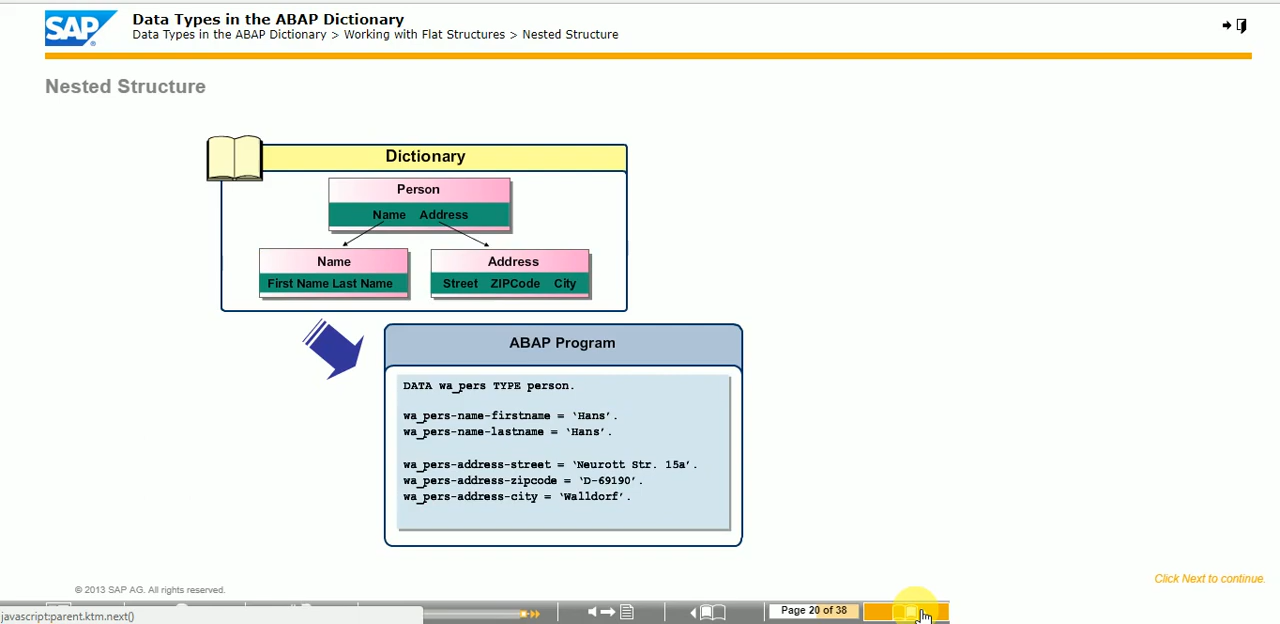 SAP
Data Types in the ABAP Dictionary
Data Types in the ABAP Dictionary > Working with Flat Structures > Nested Structure
Nested Structure
Dictionary
Person
Name Address
Name
First Name Last Name
Address
Street ZIPCode City
ABAP Program
DATA wa_pers TYPE person.
wa_pers-name-firstname = ‘Hans’.
wa_pers-name-lastname = ‘Hans’.
wa_pers-address-street = ‘Neurott Str. 15a’.
wa_pers-address-zipcode = ‘D-69190’.
wa_pers-address-city = ‘Walldorf’.
Click Next to continue.
© 2013 SAP AG. All rights reserved.
javascript:parent.ktm.next()
Page 20 of 38